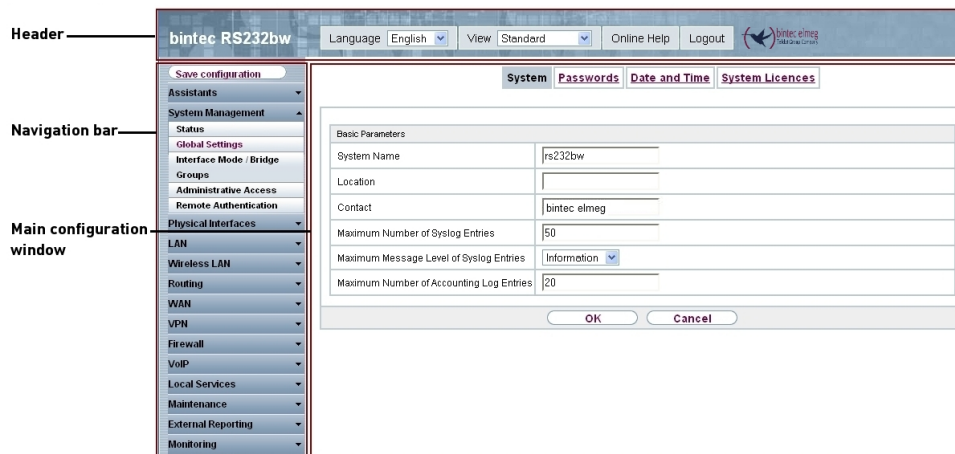 Header
bintec RS232bw
Language English View Standard Online Help Logout
bintec elmeg
Save configuration
System Passwords Date and Time System Licences
Assistants
System Management
Navigation bar
Status
Global Settings
Interface Mode / Bridge
Groups
Administrative Access
Remote Authentication
Basic Parameters
System Name rs232bw
Location
Contact bintec elmeg
Maximum Number of Syslog Entries 50
Maximum Message Level of Syslog Entries Information
Maximum Number of Accounting Log Entries 20
OK Cancel
Main configuration
window
Physical Interfaces
LAN
Wireless LAN
Routing
WAN
VPN
Firewall
VoIP
Local Services
Maintenance
External Reporting
Monitoring